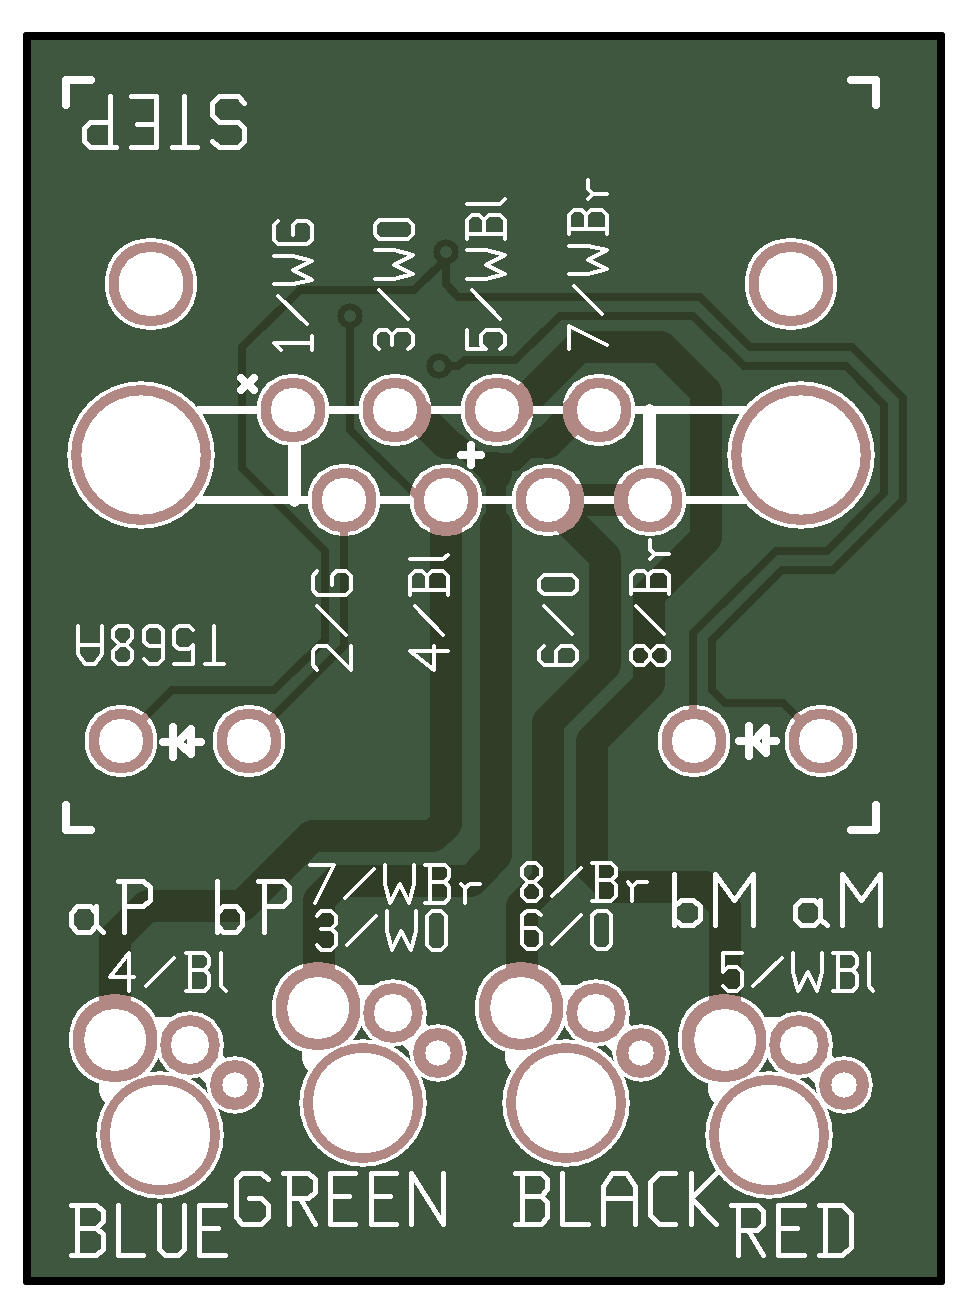 STEP
1/WG
3/WO
5/WBl
7/WBr
2/G
4/Bl
6/O
8/Br
T568A
aP bP 7/WBr 8/Br bM aM
3/WO 6/O
4/Bl 5/WBl
GREEN BLACK
BLUE RED